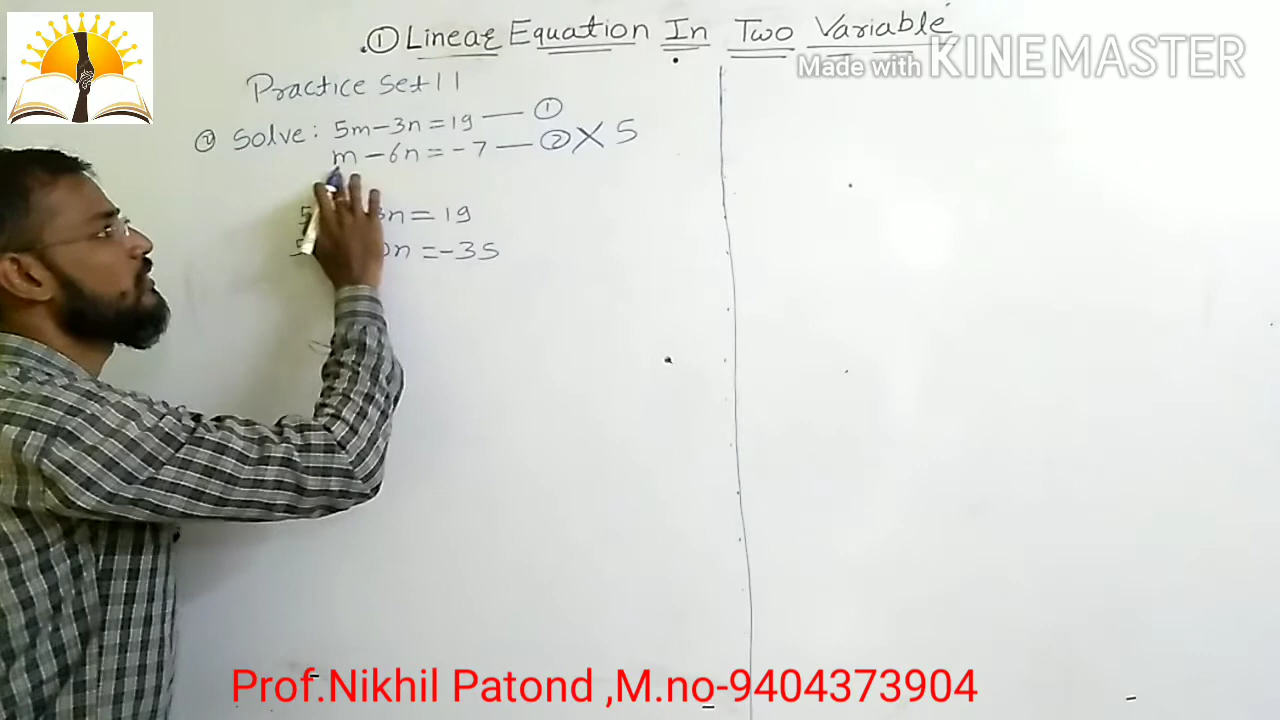 ① Linear Equation In Two Variable
Made with KINEMASTER
Practice Set 1 1
② Solve : 5m - 3n = 19 — ①
m - 6n = -7 — ② X 5
n = 19
n = -35
Prof.Nikhil Patond ,M.no-9404373904